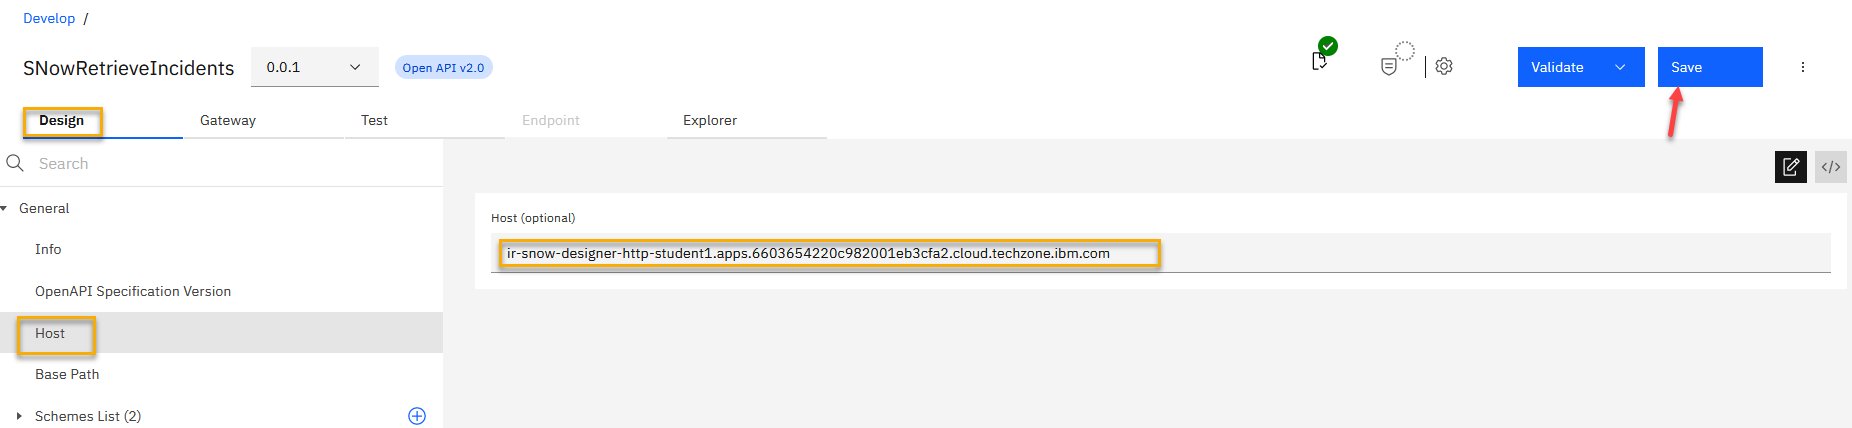 Develop /
SNowRetrieveIncidents 0.0.1 Open API v2.0 Validate Save
Design Gateway Test Endpoint Explorer
Search
General
Host (optional)
Info
ir-snow-designer-http-student1.apps.6603654220c982001eb3cfa2.cloud.techzone.ibm.com
OpenAPI Specification Version
Host
Base Path
Schemes List (2)